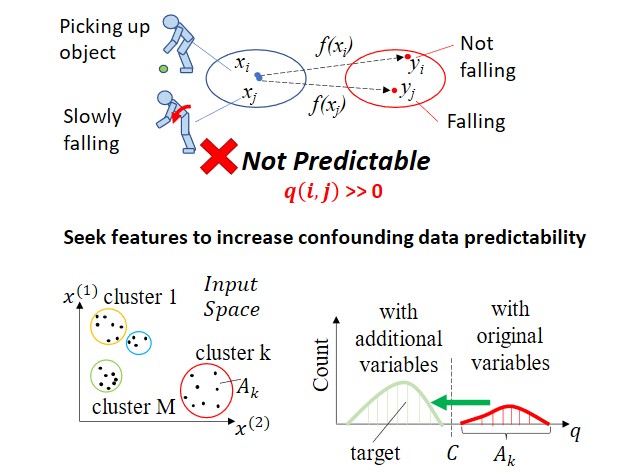 Picking up
object
Slowly
falling
x_i
x_j
f(x_i)
f(x_j)
y_i
y_j
Not
falling
Falling
Not Predictable
q(i, j) >> 0
Seek features to increase confounding data predictability
x^(1)
cluster 1
Input
Space
cluster k
A_k
cluster M
x^(2)
Count
with
additional
variables
with
original
variables
target
C
A_k
q